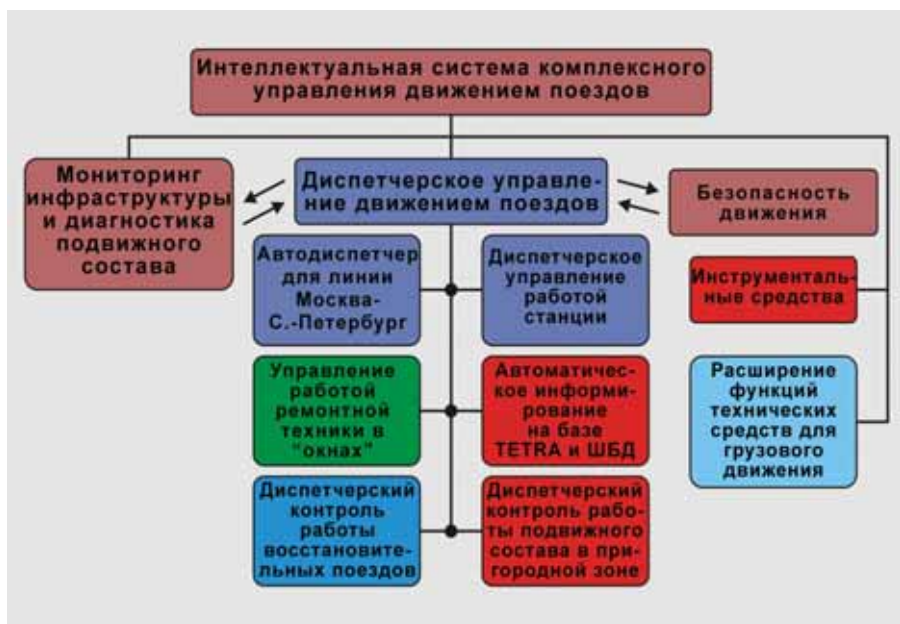 Интеллектуальная система комплексного
управления движением поездов
Мониторинг
инфраструктуры
и диагностика
подвижного
состава
Диспетчерское управле-
ние движением поездов
Безопасность
движения
Автодиспетчер
для линии
Москва-
С.-Петербург
Диспетчерское
управление
работой
станции
Инструменталь-
ные средства
Управление
работой
ремонтной
техники в
"окнах"
Автоматичес-
кое информи-
рование
на базе
TETRA и ШБД
Расширение
функций
технических
средств для
грузового
движения
Диспетчерский
контроль
работы
восстановите-
льных поездов
Диспетчерский
контроль рабо-
ты подвижного
состава в при-
городной зоне